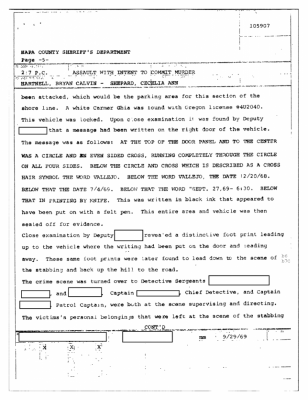 105907
NAPA COUNTY SHERIFF'S DEPARTMENT
Page -5-
217 P.C. ASSAULT WITH INTENT TO COMMIT MURDER
HARTNELL, BRYAN CALVIN - SHEPARD, CECELIA ANN
been attacked, which would be the parking area for this section of the
shore line. A white Carmen Ghia was found with Oregon license #4U2040.
This vehicle was locked. Upon close examination it was found by Deputy
that a message had been written on the right door of the vehicle.
The message was as follows: AT THE TOP OF THE DOOR PANEL AND TO THE CENTER
WAS A CIRCLE AND AN EVEN SIDED CROSS, RUNNING COMPLETELY THROUGH THE CIRCLE
ON ALL FOUR SIDES. BELOW THE CIRCLE AND CROSS WHICH IS DESCRIBED AS A CROSS
HAIR SYMBOL THE WORD VALLEJO. BELOW THE WORD VALLEJO, THE DATE 12/20/68.
BELOW THAT THE DATE 7/4/69. BELOW THAT THE WORD "SEPT. 27.69- 6:30. BELOW
THAT IN PRINTING BY KNIFE. This was written in black ink that appeared to
have been put on with a felt pen. This entire area and vehicle was then
sealed off for evidence.
Close examination by Deputy revealed a distinctive foot print leading
up to the vehicle where the writing had been put on the door and leading
away. These same foot prints were later found to lead down to the scene of
the stabbing and back up the hill to the road.
The crime scene was turned over to Detective Sergeants
, and , Captain , Chief Detective, and Captain
Patrol Captain, were both at the scene supervising and directing.
The victim's personal belongings that were left at the scene of the stabbing
CONT'D
mm 9/29/69
X X X